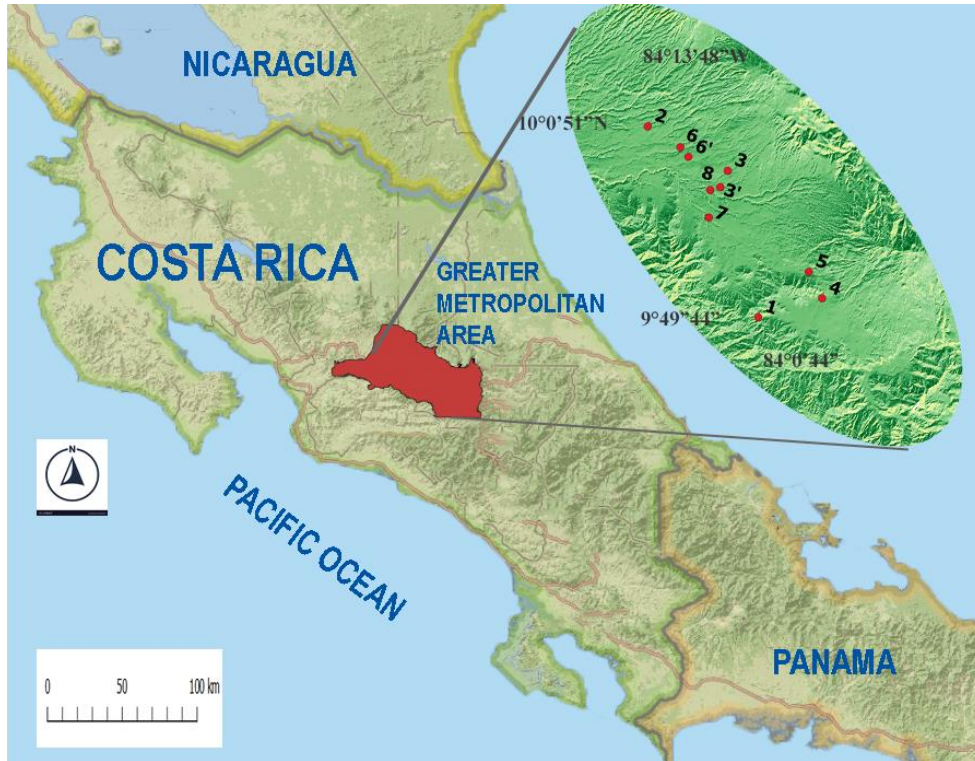 NICARAGUA
84°13'48"W
10°0'51"N
2
6
6'
3
8
3'
7
COSTA RICA
GREATER
METROPOLITAN
AREA
5
4
9°49"44"
1
84°0'44"
N
PACIFIC OCEAN
PANAMA
0 50 100 km